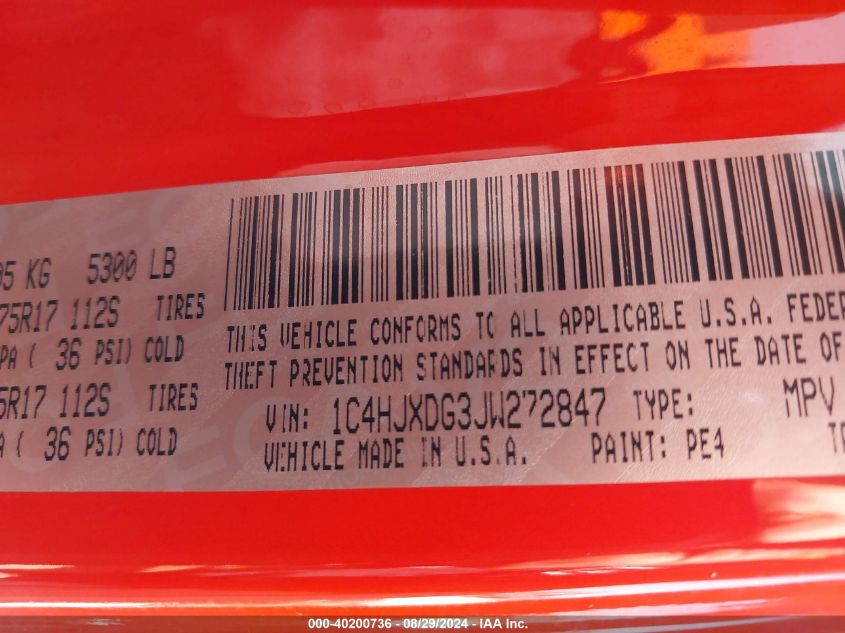 95 KG 5300 LB
75R17 112S TIRES
PA ( 36 PSI) COLD
5R17 112S TIRES
A ( 36 PSI) COLD
THIS VEHICLE CONFORMS TO ALL APPLICABLE U.S.A. FEDER
THEFT PREVENTION STANDARDS IN EFFECT ON THE DATE OF
VIN: 1C4HJXDG3JW272847 TYPE: MPV
VEHICLE MADE IN U.S.A. PAINT: PE4
000-40200736 - 08/29/2024 - IAA Inc.